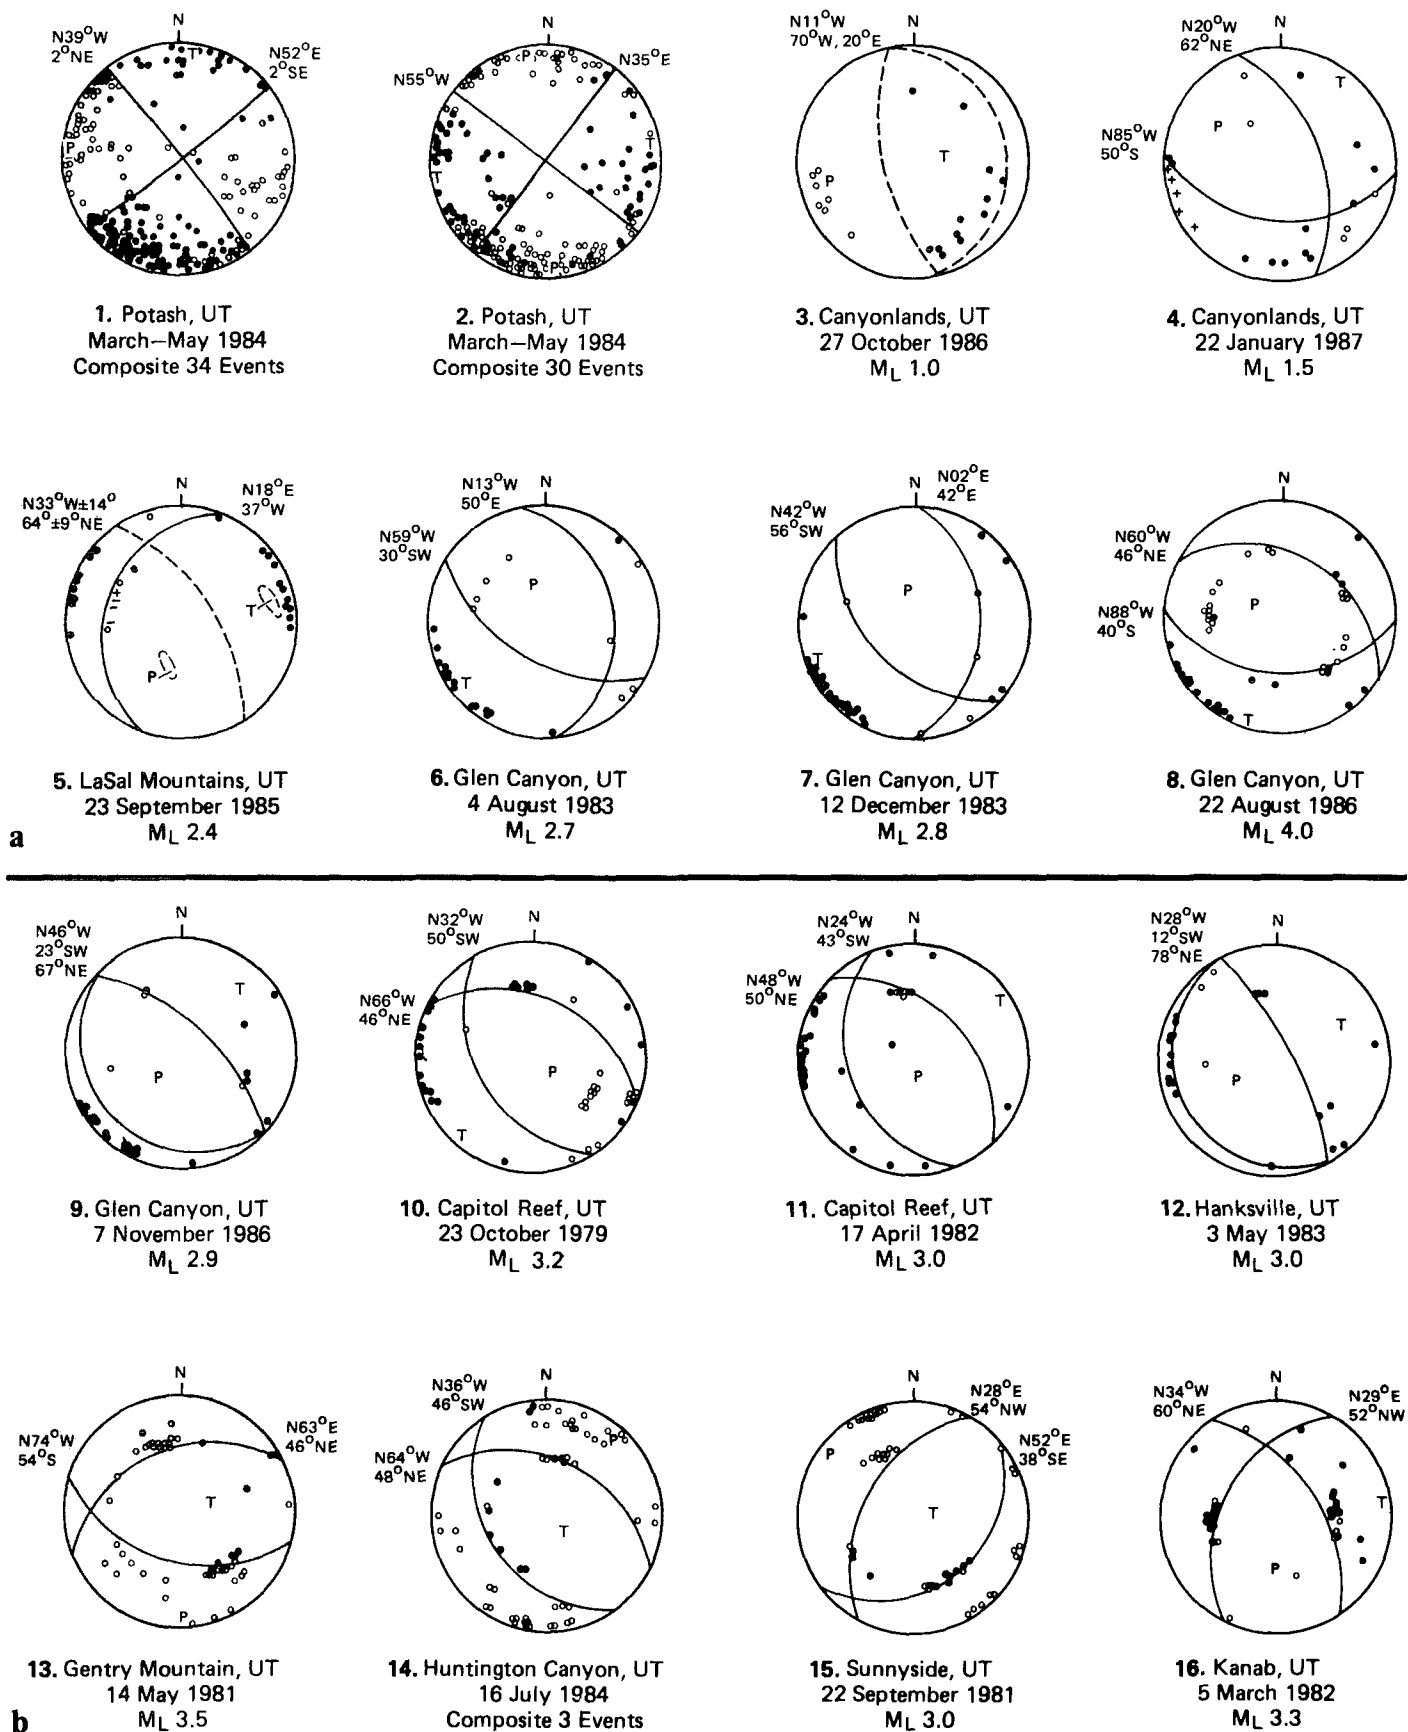 N
N39°W
2°NE
N52°E
2°SE
T
P
1. Potash, UT
March—May 1984
Composite 34 Events
N
N55°W
N35°E
P
T
T
P
2. Potash, UT
March—May 1984
Composite 30 Events
N11°W
70°W, 20°E
N
T
P
3. Canyonlands, UT
27 October 1986
ML 1.0
N20°W
62°NE
N
T
P
N85°W
50°S
4. Canyonlands, UT
22 January 1987
ML 1.5
N33°W±14°
64°±9°NE
N
N18°E
37°W
T
P
5. LaSal Mountains, UT
23 September 1985
ML 2.4
N13°W
50°E
N
N59°W
30°SW
P
T
6. Glen Canyon, UT
4 August 1983
ML 2.7
N
N02°E
42°E
N42°W
56°SW
P
T
7. Glen Canyon, UT
12 December 1983
ML 2.8
N
N60°W
46°NE
N88°W
40°S
P
T
8. Glen Canyon, UT
22 August 1986
ML 4.0
a
N46°W
23°SW
67°NE
N
T
P
9. Glen Canyon, UT
7 November 1986
ML 2.9
N32°W
50°SW
N
N66°W
46°NE
P
T
10. Capitol Reef, UT
23 October 1979
ML 3.2
N24°W
43°SW
N
N48°W
50°NE
T
P
11. Capitol Reef, UT
17 April 1982
ML 3.0
N28°W
12°SW
78°NE
N
T
P
12. Hanksville, UT
3 May 1983
ML 3.0
N
N74°W
54°S
N63°E
46°NE
T
P
13. Gentry Mountain, UT
14 May 1981
ML 3.5
N36°W
46°SW
N
N64°W
48°NE
P
T
14. Huntington Canyon, UT
16 July 1984
Composite 3 Events
N
N28°E
54°NW
N52°E
38°SE
P
T
15. Sunnyside, UT
22 September 1981
ML 3.0
N34°W
60°NE
N
N29°E
52°NW
T
P
16. Kanab, UT
5 March 1982
ML 3.3
b